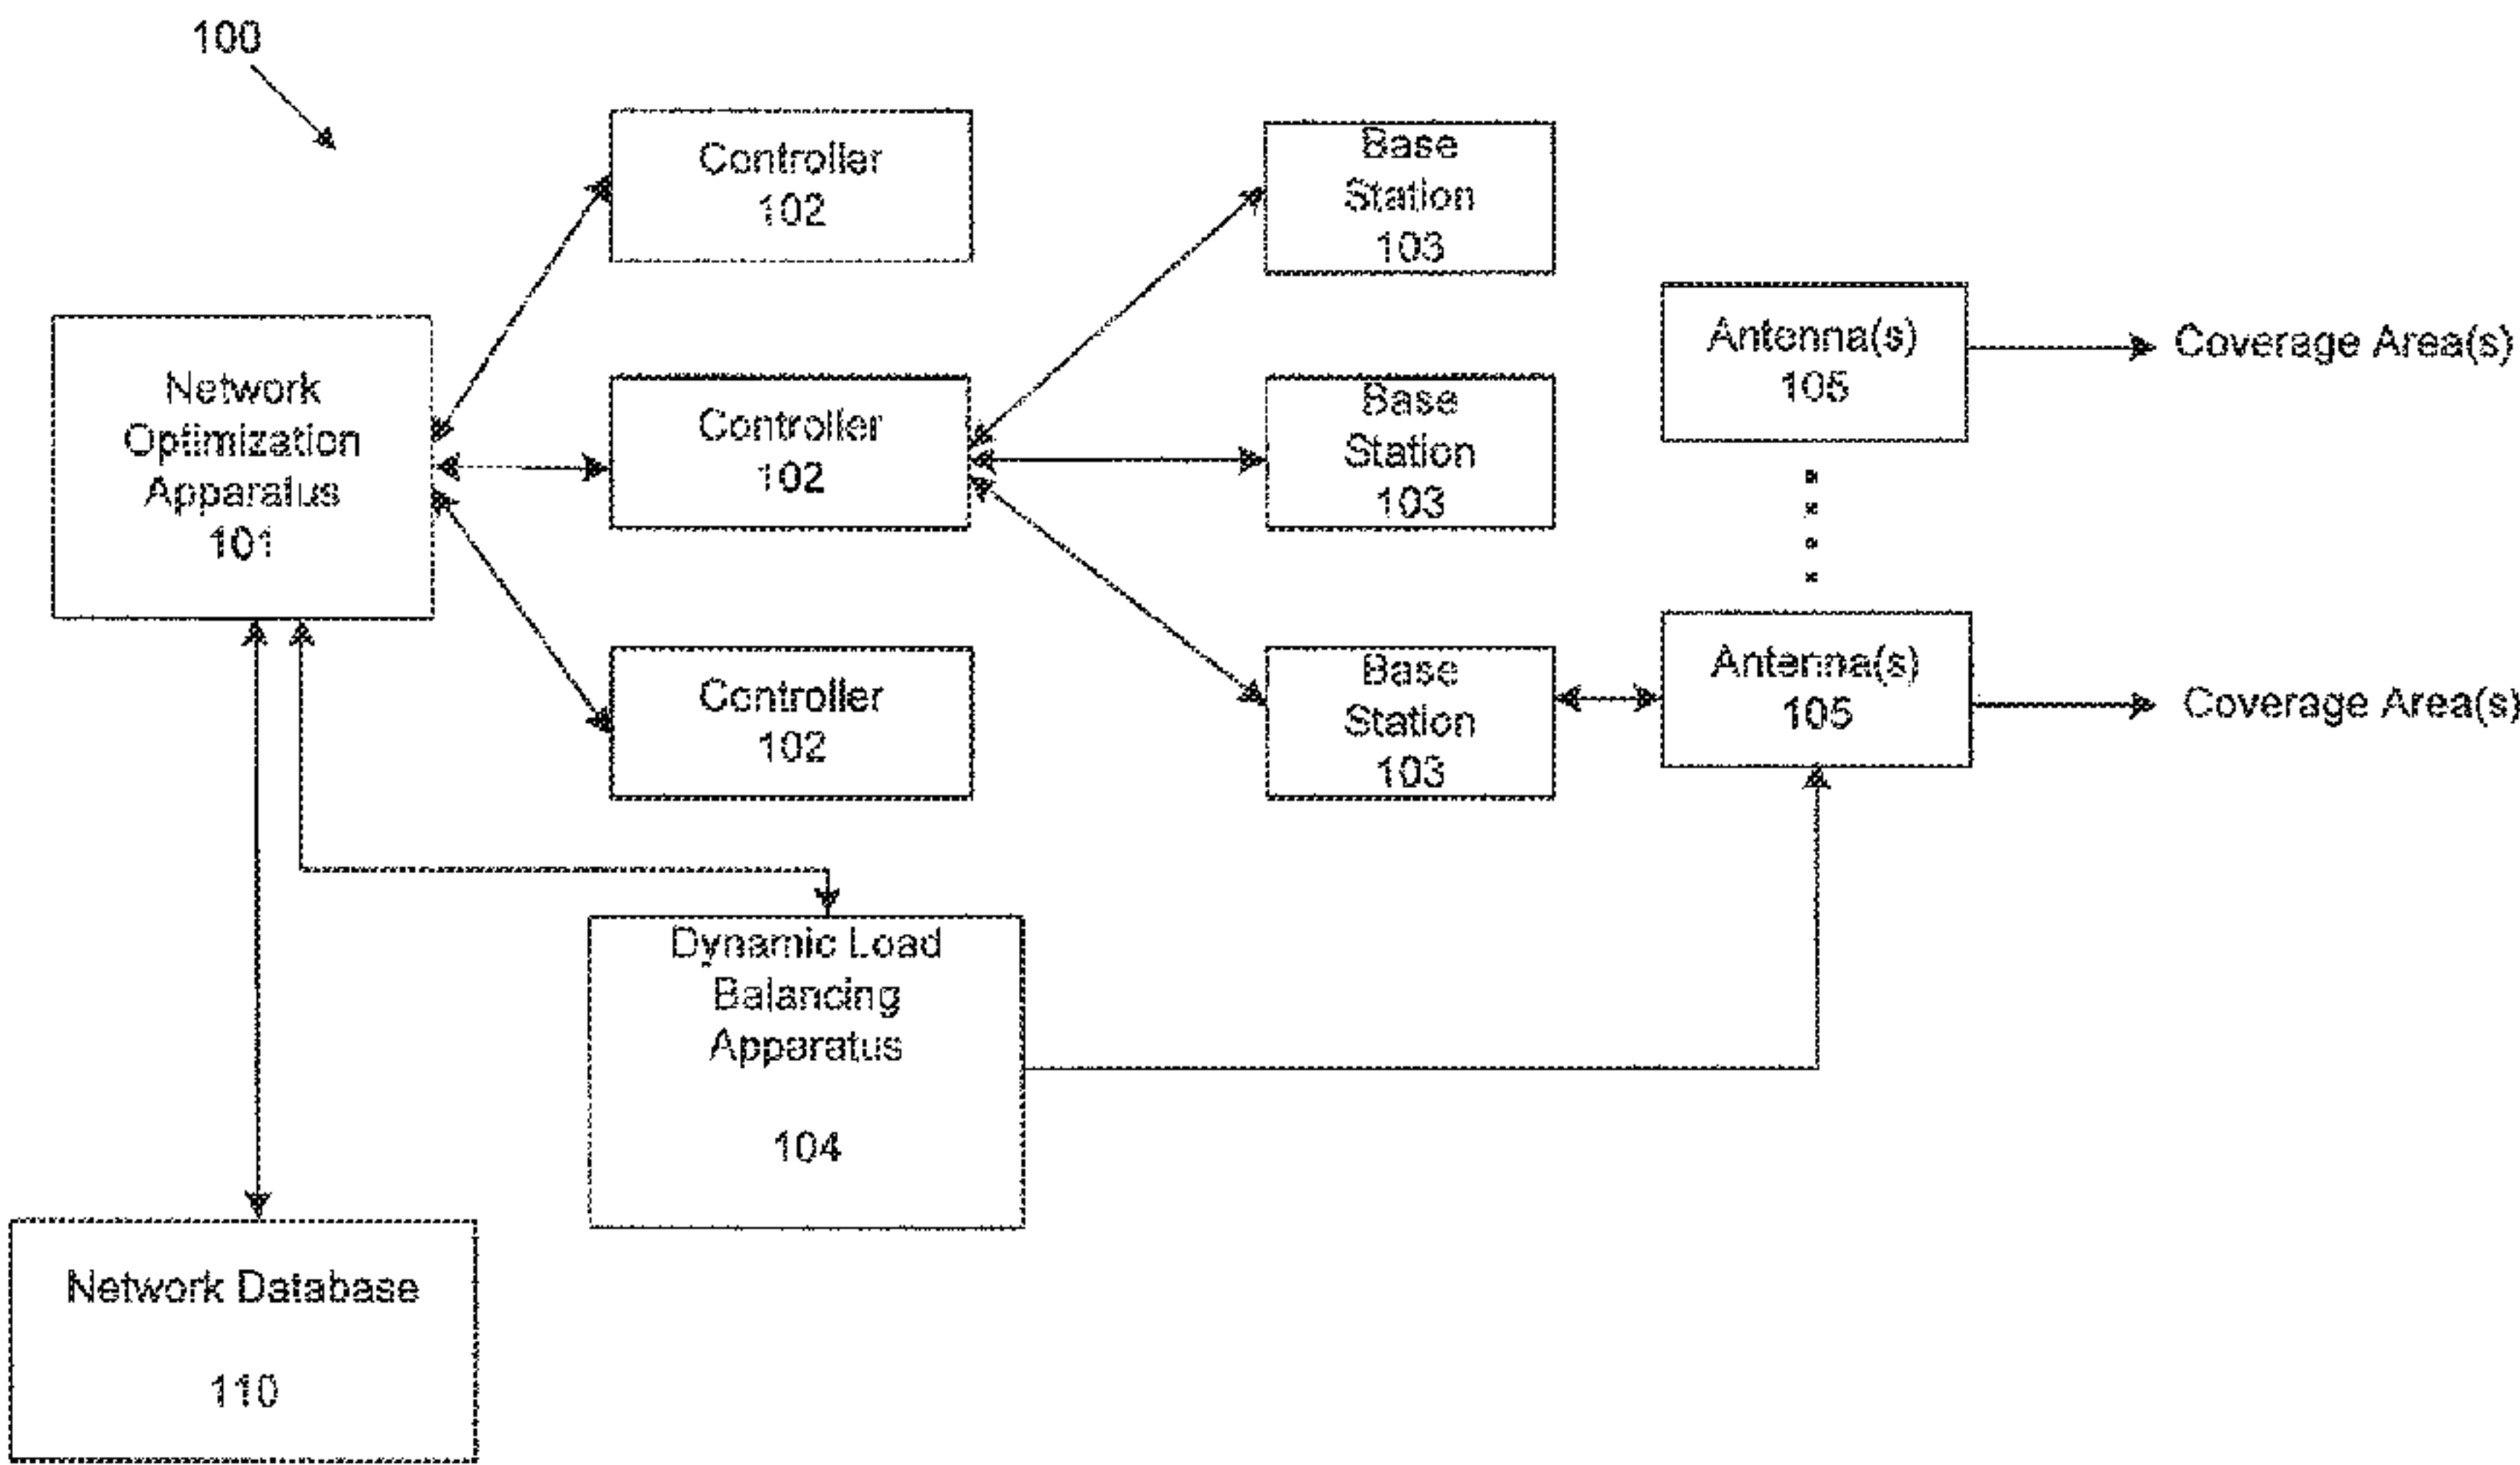 100
Controller
102
Base
Station
103
Network
Optimization
Apparatus
101
Controller
102
Base
Station
103
Antenna(s)
105
Coverage Area(s)
Controller
102
Base
Station
103
Antenna(s)
105
Coverage Area(s)
Dynamic Load
Balancing
Apparatus
104
Network Database
110